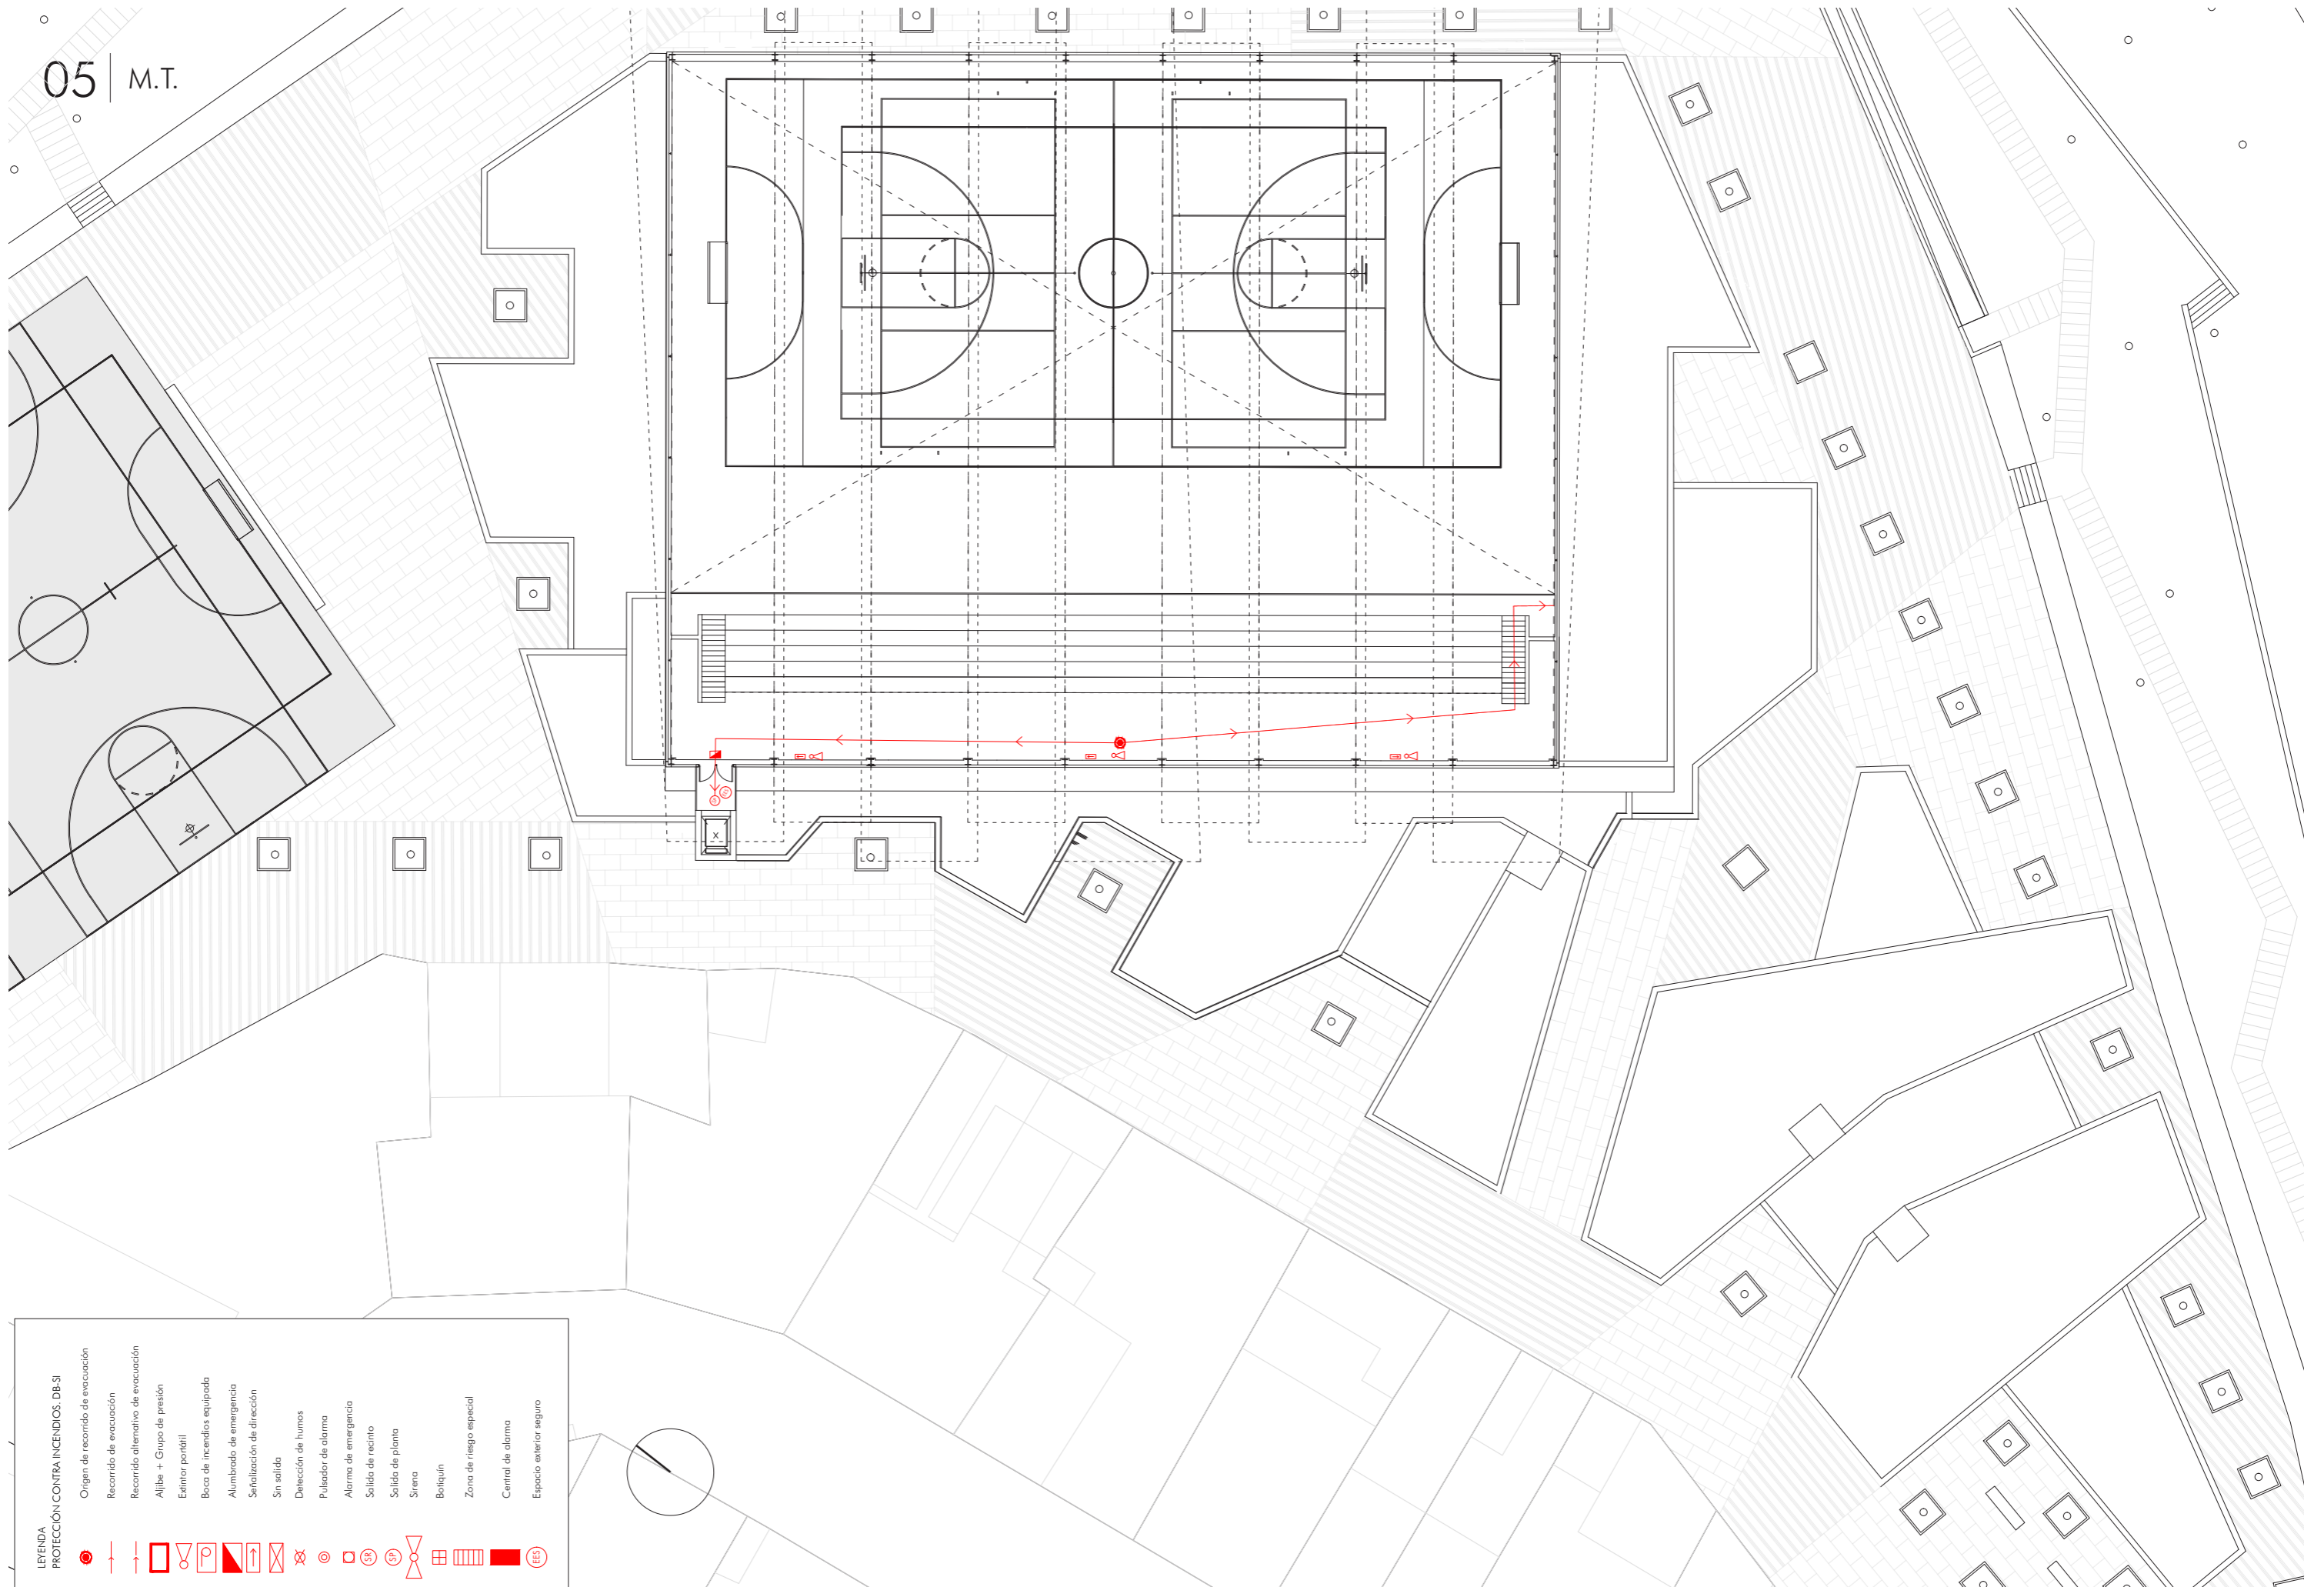 05 | M.T.
LEYENDA
PROTECCIÓN CONTRA INCENDIOS. DB-SI
Origen de recorrido de evacuación
Recorrido de evacuación
Recorrido alternativo de evacuación
Aljibe + Grupo de presión
Extintor portátil
Boca de incendios equipada
Alumbrado de emergencia
Señalización de dirección
Sin salida
Detección de humos
Pulsador de alarma
Alarma de emergencia
SR Salida de recinto
SP Salida de planta
Sirena
Botiquín
Zona de riesgo especial
Central de alarma
EES Espacio exterior seguro